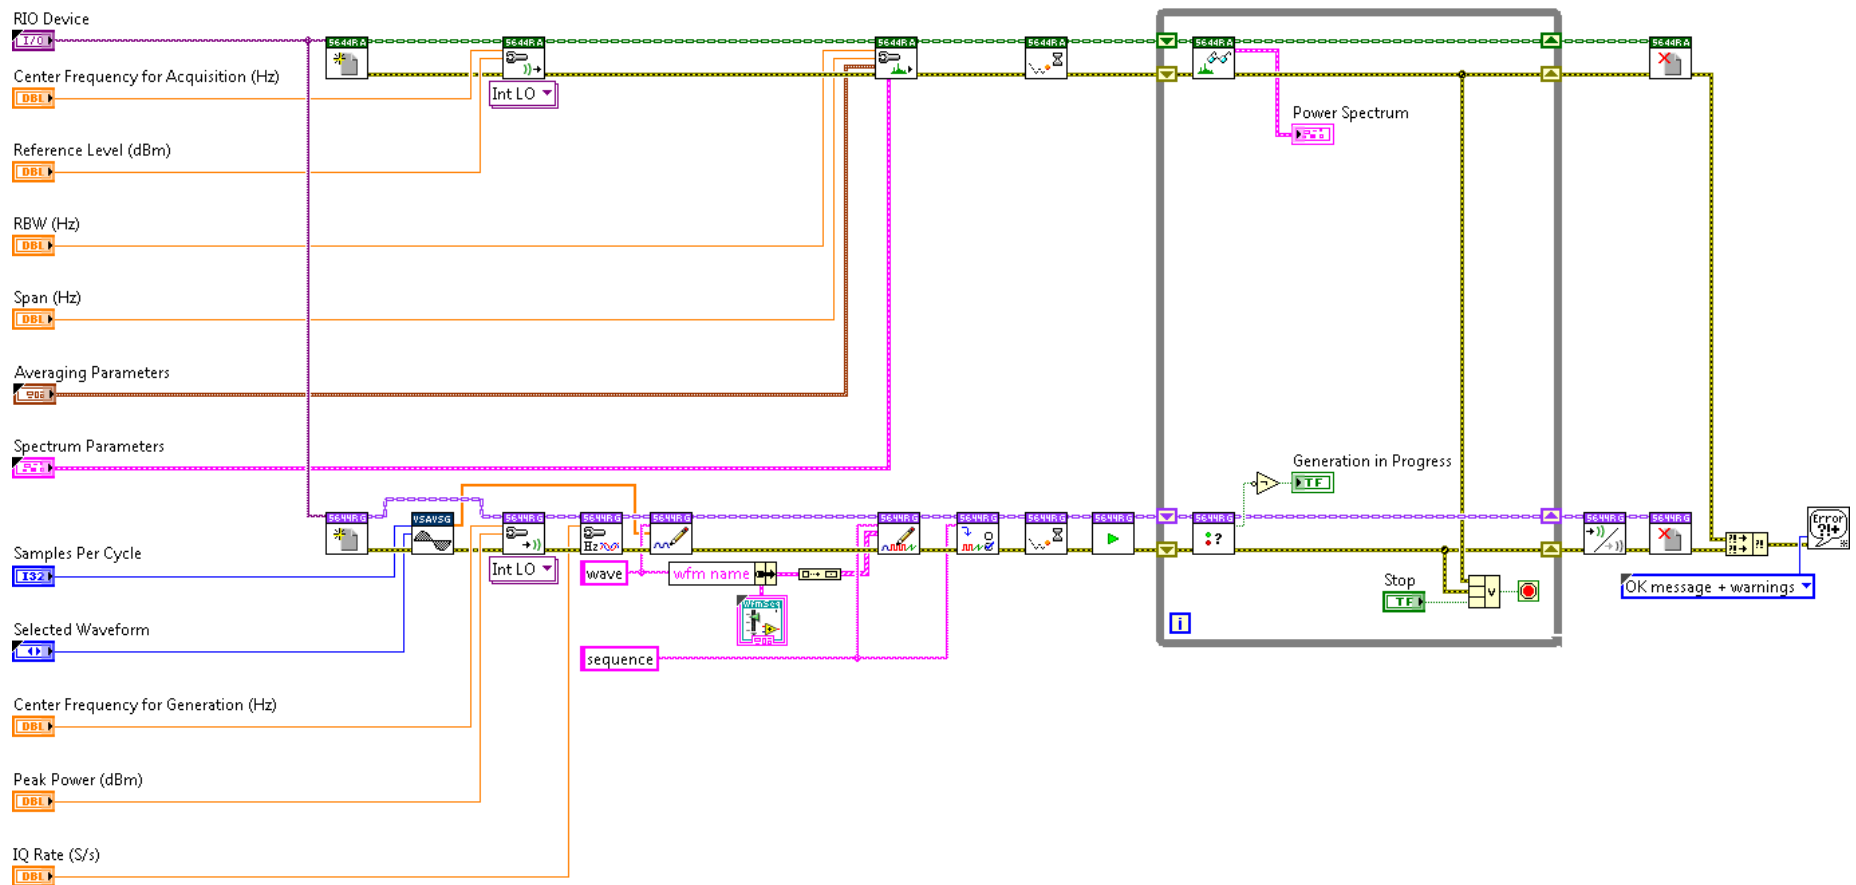 RIO Device
I/O
5644R A
5644R A
5644R A
5644R A
5644R A
5644R A
Center Frequency for Acquisition (Hz)
DBL
Int LO
Power Spectrum
Reference Level (dBm)
DBL
RBW (Hz)
DBL
Span (Hz)
DBL
Averaging Parameters
Spectrum Parameters
Generation in Progress
TF
5644R G
VSAVSG
5644R G
5644R G
5644R G
5644R G
5644R G
5644R G
5644R G
5644R G
5644R G
5644R G
Hz
?
Error
?!+
Samples Per Cycle
I32
Int LO
wave
wfm name
Stop
TF
V
OK message + warnings
Selected Waveform
i
sequence
Center Frequency for Generation (Hz)
DBL
Peak Power (dBm)
DBL
IQ Rate (S/s)
DBL